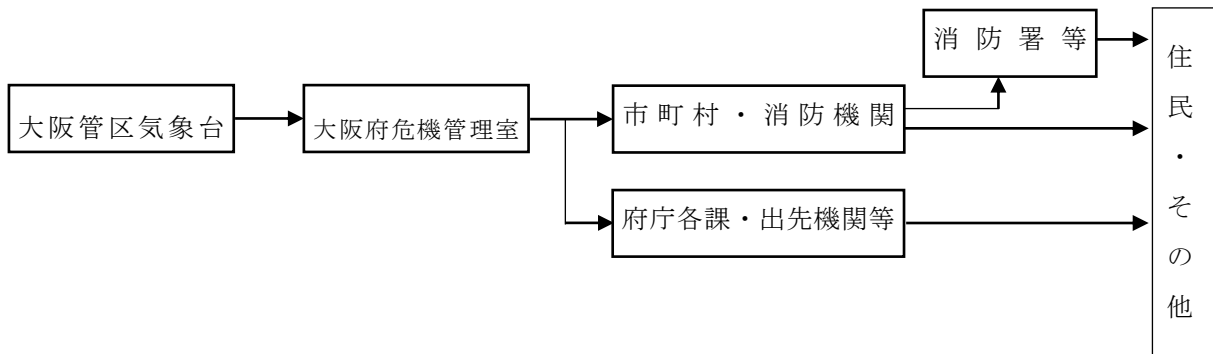 消防署等
大阪管区気象台
大阪府危機管理室
市町村・消防機関
府庁各課・出先機関等
住民・その他